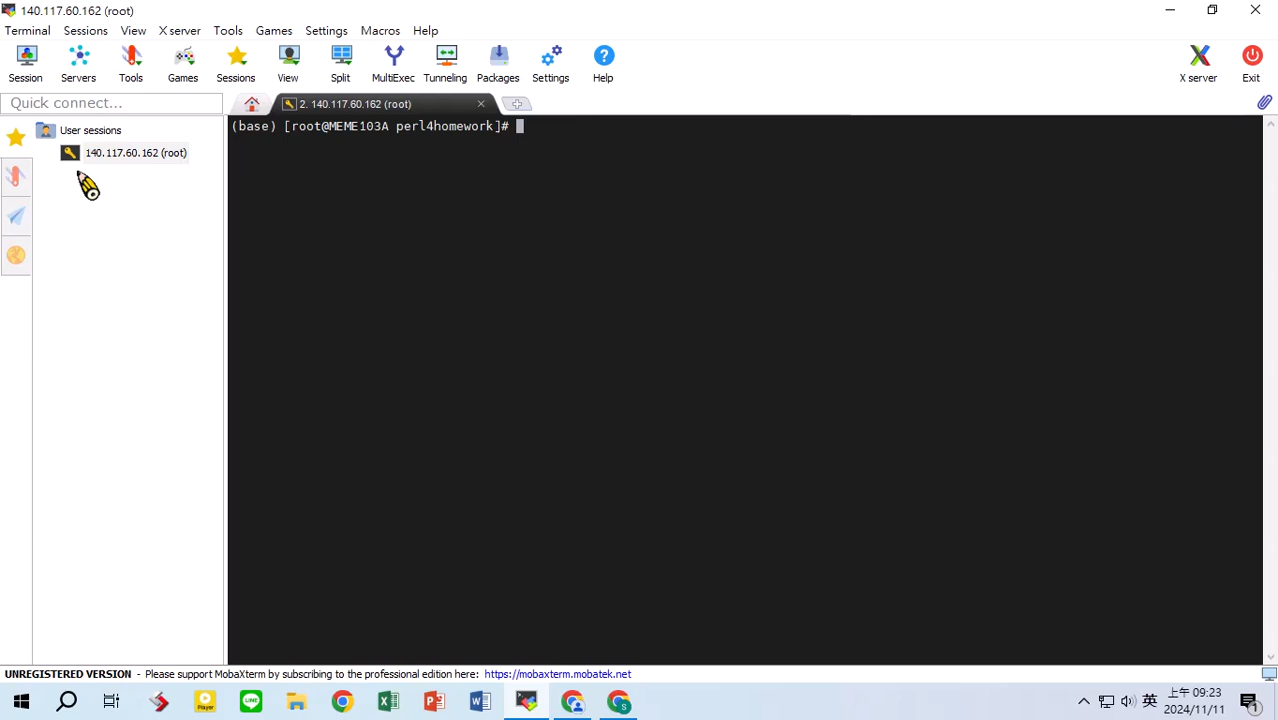 140.117.60.162 (root)
Terminal Sessions View X server Tools Games Settings Macros Help
Session Servers Tools Games Sessions View Split MultiExec Tunneling Packages Settings Help X server Exit
Quick connect...
2. 140.117.60.162 (root)
User sessions
140.117.60.162 (root)
(base) [root@MEME103A perl4homework]#
UNREGISTERED VERSION - Please support MobaXterm by subscribing to the professional edition here: https://mobaxterm.mobatek.net
Player
LINE
英
上午 09:23
2024/11/11
1